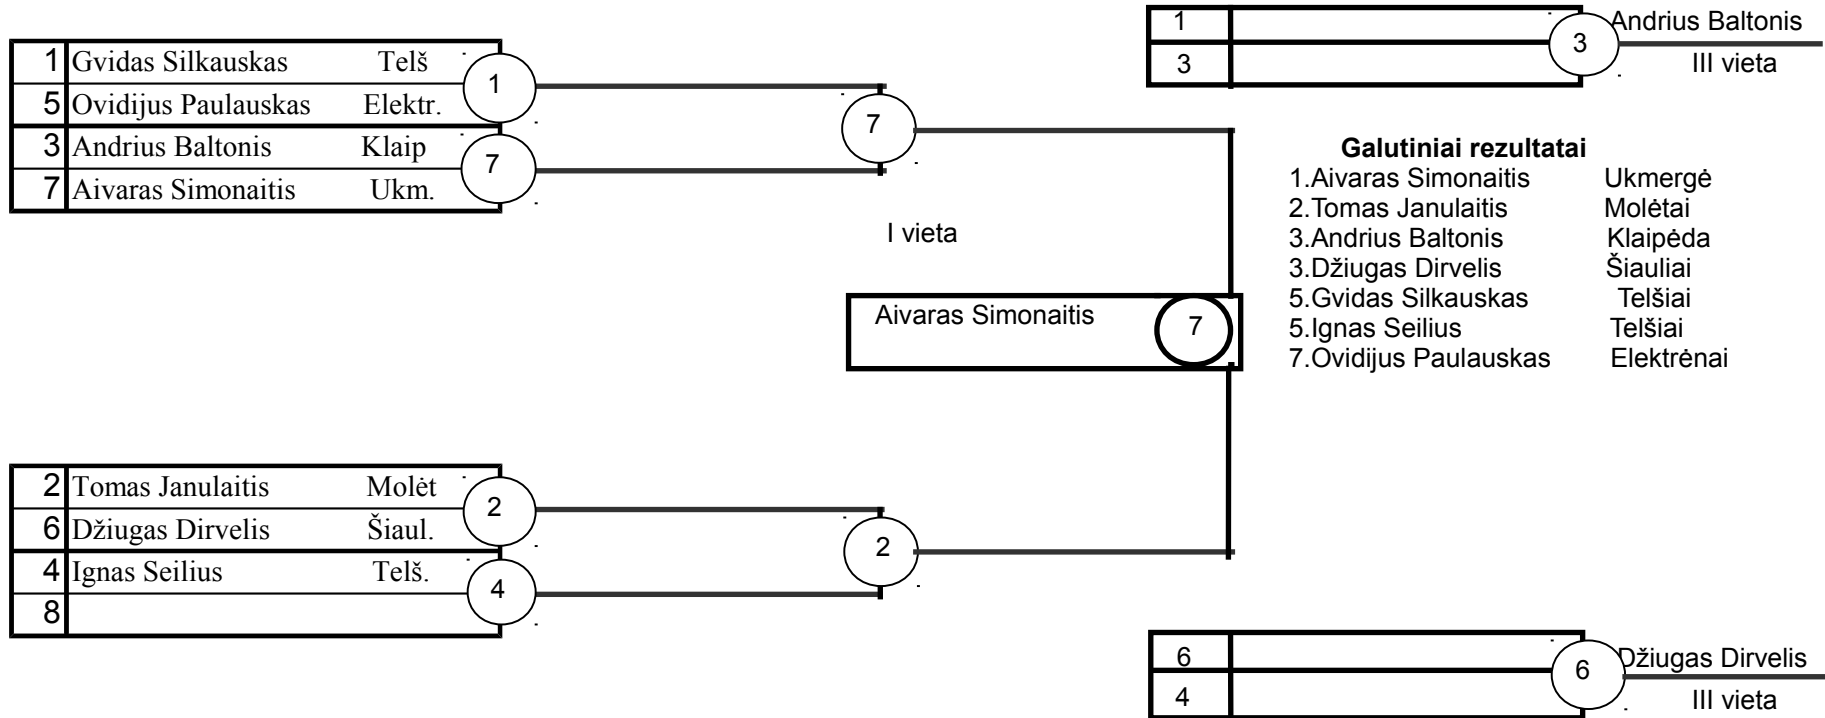 1 Gvidas Silkauskas Telš
5 Ovidijus Paulauskas Elektr.
1
3 Andrius Baltonis Klaip
7 Aivaras Simonaitis Ukm.
7
7
I vieta
Aivaras Simonaitis 7
2 Tomas Janulaitis Molėt
6 Džiugas Dirvelis Šiaul.
2
4 Ignas Seilius Telš.
8
4
2
1
3
3
Andrius Baltonis
III vieta
Galutiniai rezultatai
1.Aivaras Simonaitis Ukmergė
2.Tomas Janulaitis Molėtai
3.Andrius Baltonis Klaipėda
3.Džiugas Dirvelis Šiauliai
5.Gvidas Silkauskas Telšiai
5.Ignas Seilius Telšiai
7.Ovidijus Paulauskas Elektrėnai
6
4
6
Džiugas Dirvelis
III vieta